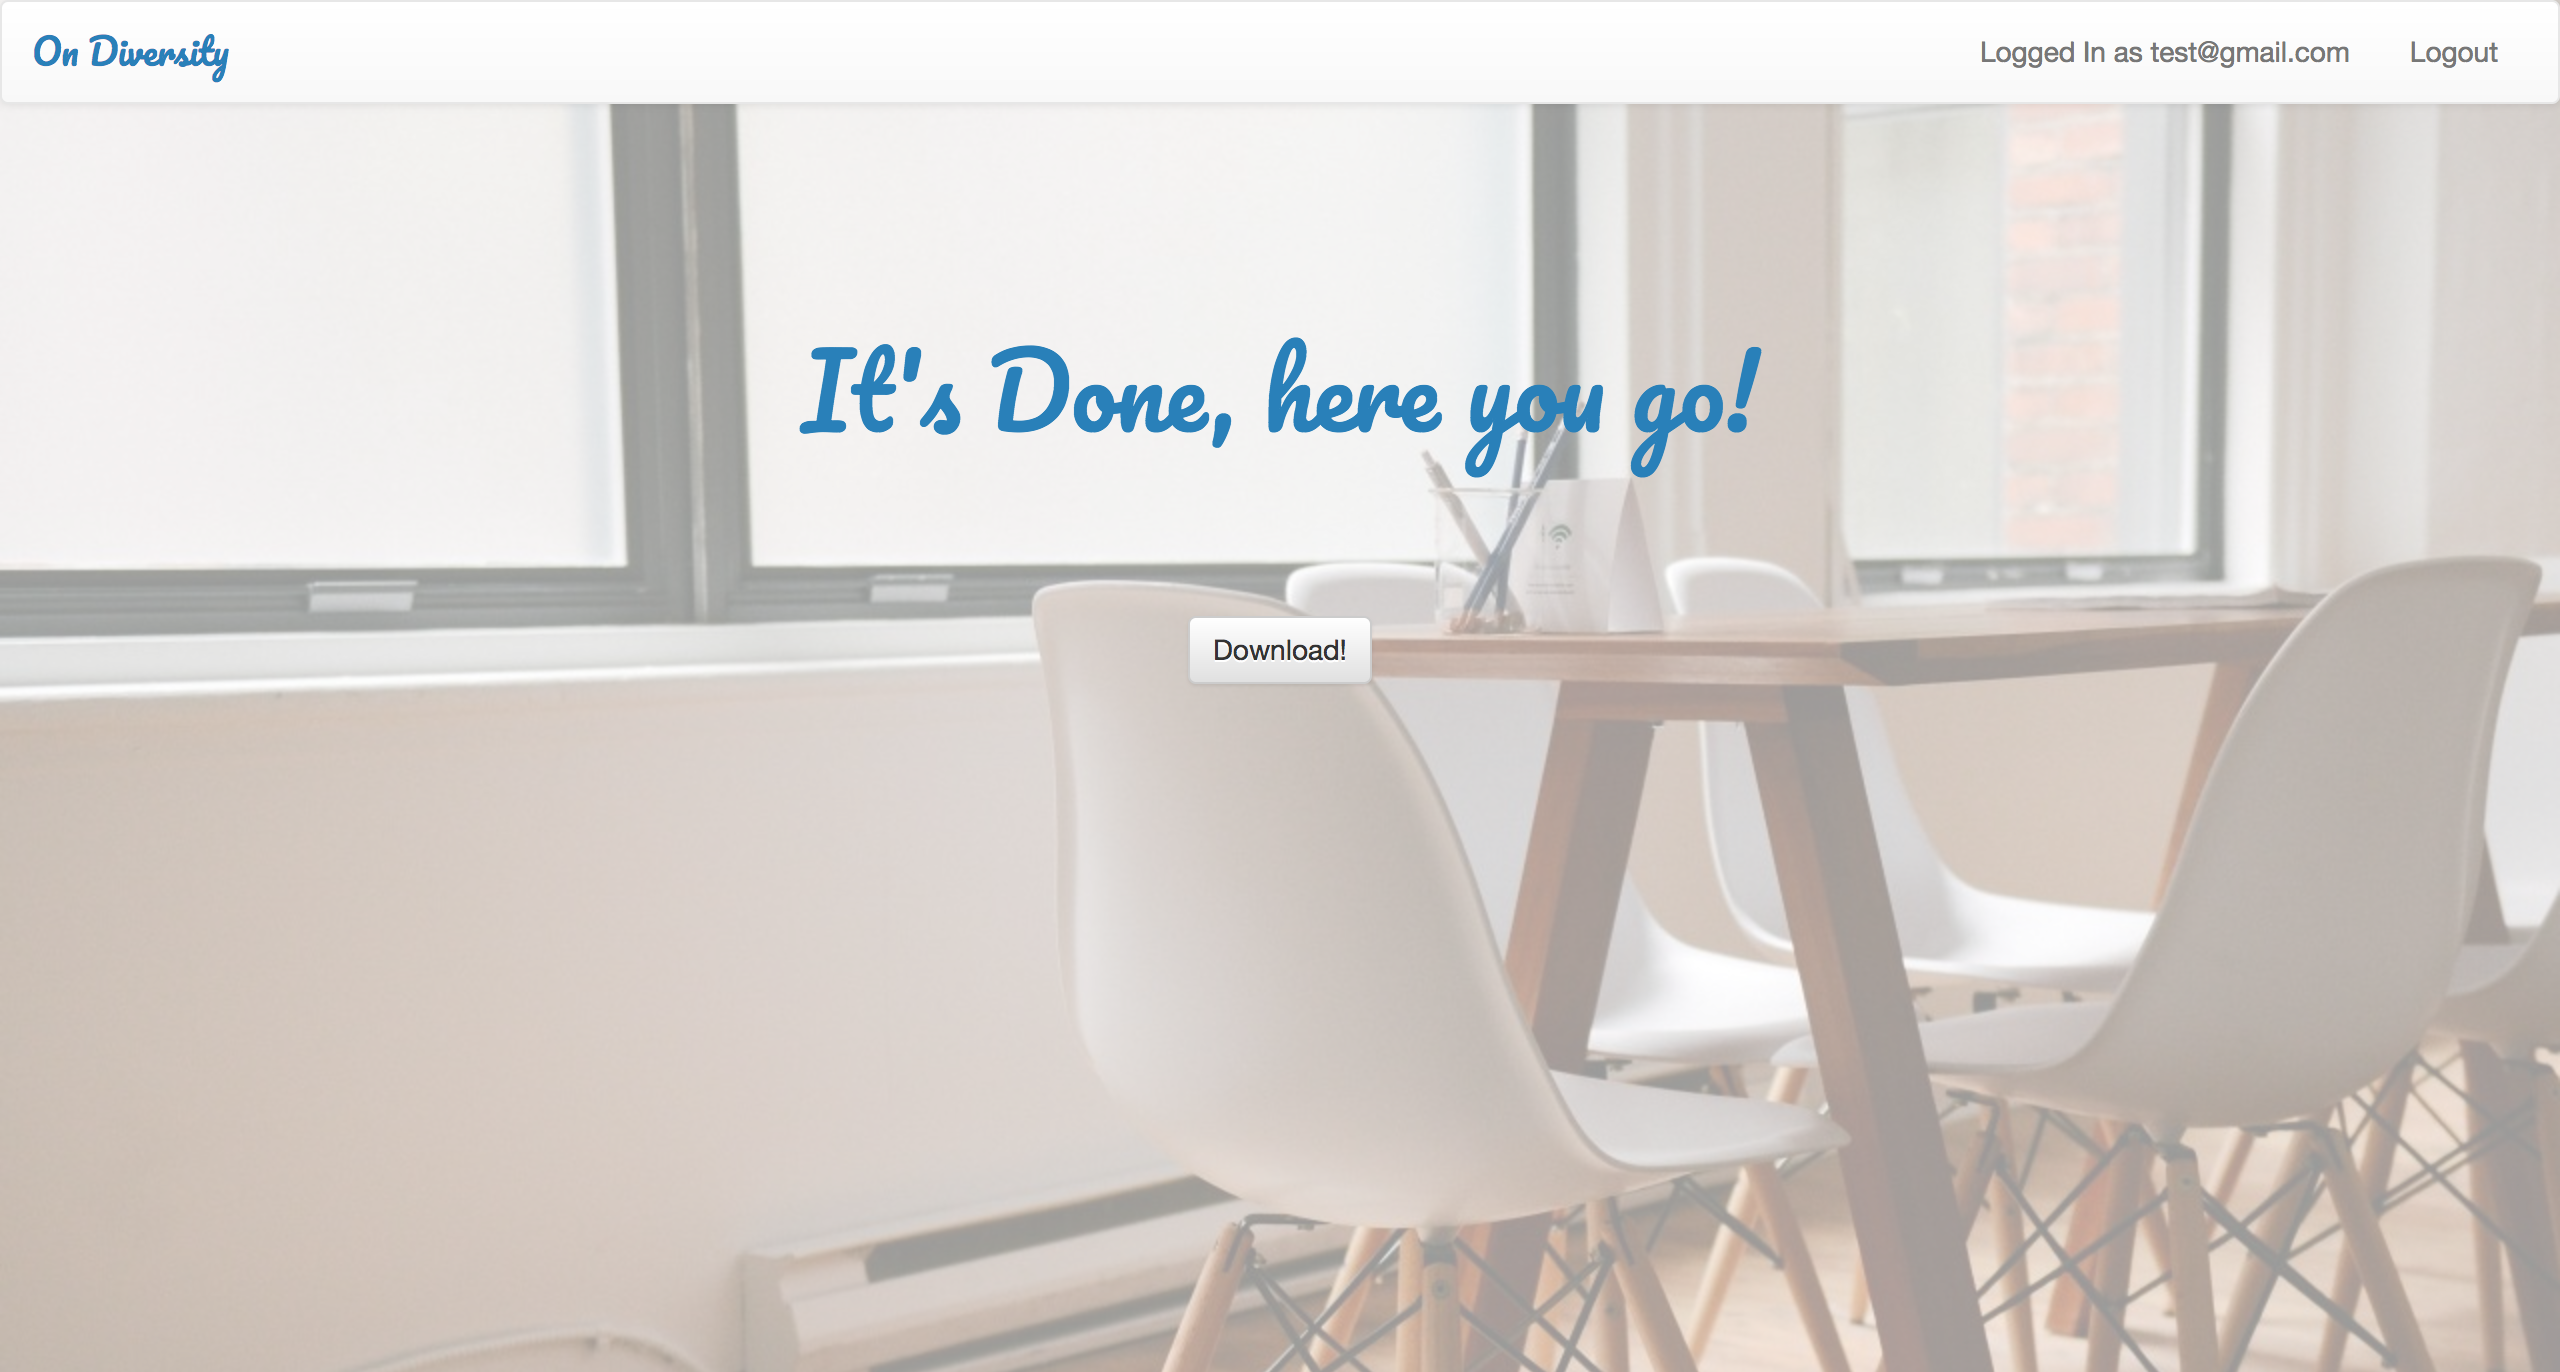 On Diversity
Logged In as test@gmail.com
Logout
It's Done, here you go!
Download!